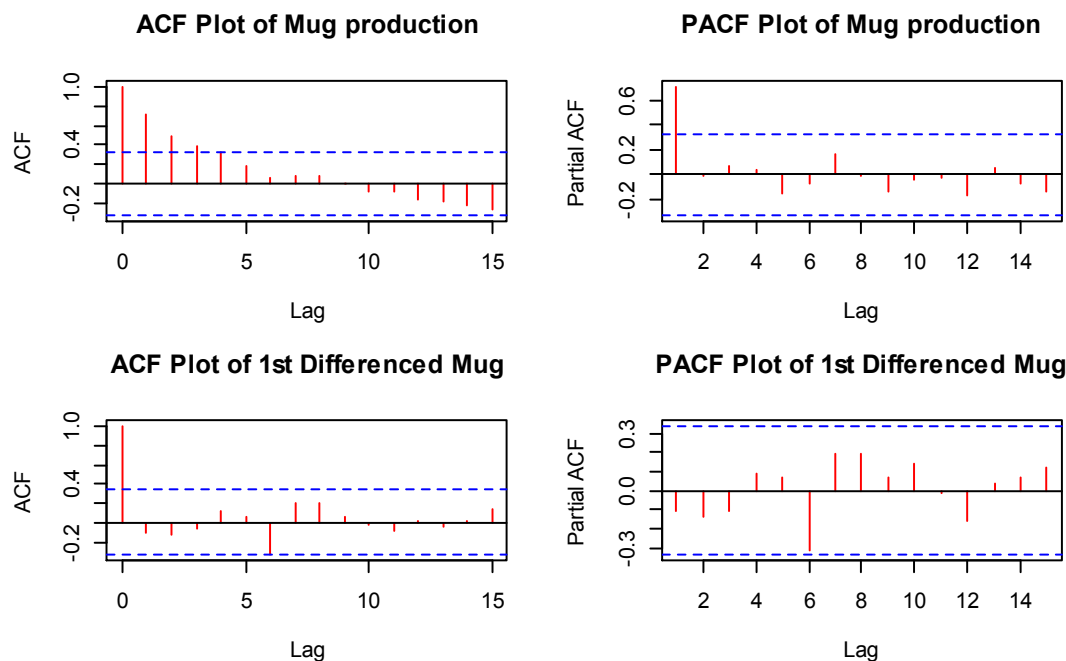 ACF Plot of Mug production
ACF
-0.2 0.4 1.0
0 5 10 15
Lag
PACF Plot of Mug production
Partial ACF
-0.2 0.2 0.6
2 4 6 8 10 12 14
Lag
ACF Plot of 1st Differenced Mug
ACF
-0.2 0.4 1.0
0 5 10 15
Lag
PACF Plot of 1st Differenced Mug
Partial ACF
-0.3 0.0 0.3
2 4 6 8 10 12 14
Lag